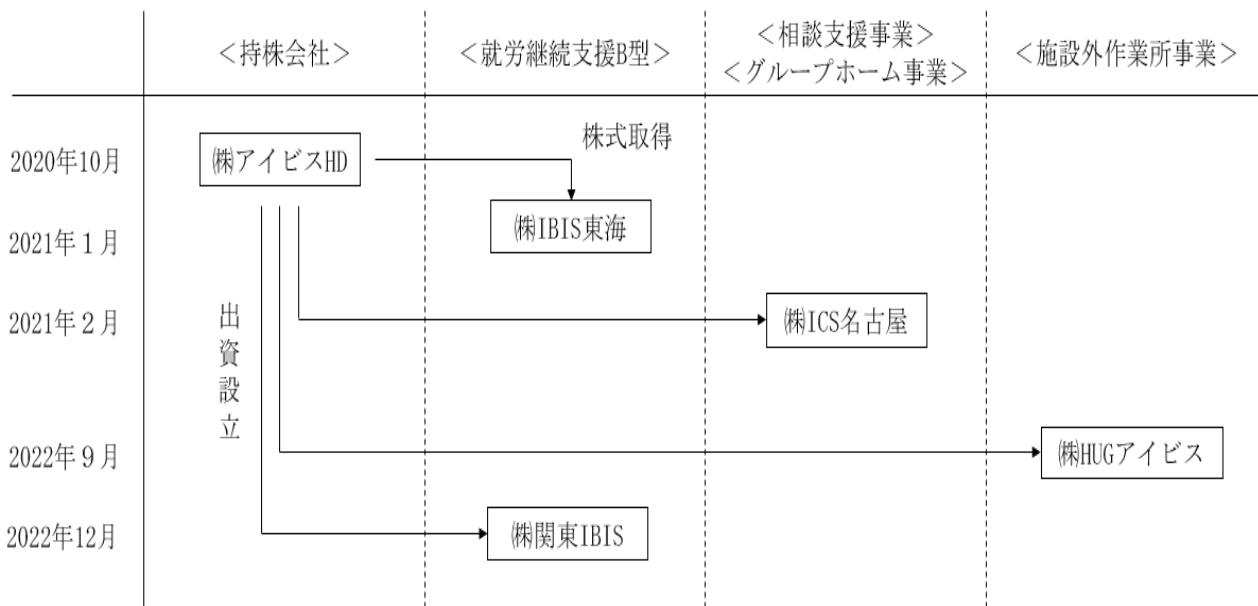 ＜持株会社＞
＜就労継続支援B型＞
＜相談支援事業＞
＜グループホーム事業＞
＜施設外作業所事業＞
2020年10月
㈱アイビスHD
株式取得
2021年１月
㈱IBIS東海
2021年２月
㈱ICS名古屋
出資設立
2022年９月
㈱HUGアイビス
2022年12月
㈱関東IBIS